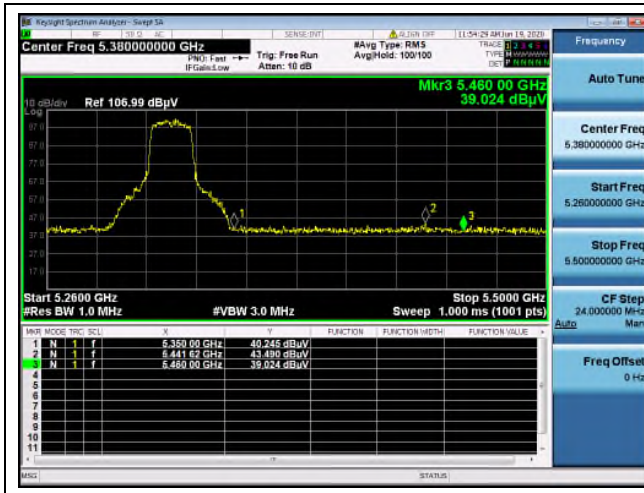 Keysight Spectrum Analyzer - Swept SA
RF 50 Ω AC SENSE:INT ALIGN OFF 11:54:29 AM Jun 19, 2020
Center Freq 5.380000000 GHz
#Avg Type: RMS
TRACE 1 2 3 4 5 6
PNO: Fast
Trig: Free Run
Avg|Hold: 100/100
TYPE
IFGain:Low
Atten: 10 dB
DET P N N N N N
Mkr3 5.460 00 GHz
39.024 dBµV
10 dB/div Ref 106.99 dBµV
Log
97.0
87.0
77.0
67.0
57.0
47.0
37.0
27.0
17.0
1
2
3
Start 5.2600 GHz Stop 5.5000 GHz
#Res BW 1.0 MHz #VBW 3.0 MHz Sweep 1.000 ms (1001 pts)
MKR MODE TRC SCL X Y FUNCTION FUNCTION WIDTH FUNCTION VALUE
1 N 1 f 5.350 00 GHz 40.245 dBµV
2 N 1 f 5.441 62 GHz 43.490 dBµV
3 N 1 f 5.460 00 GHz 39.024 dBµV
4
5
6
7
8
9
10
11
MSG STATUS
Frequency
Auto Tune
Center Freq
5.380000000 GHz
Start Freq
5.260000000 GHz
Stop Freq
5.500000000 GHz
CF Step
24.000000 MHz
Auto Man
Freq Offset
0 Hz